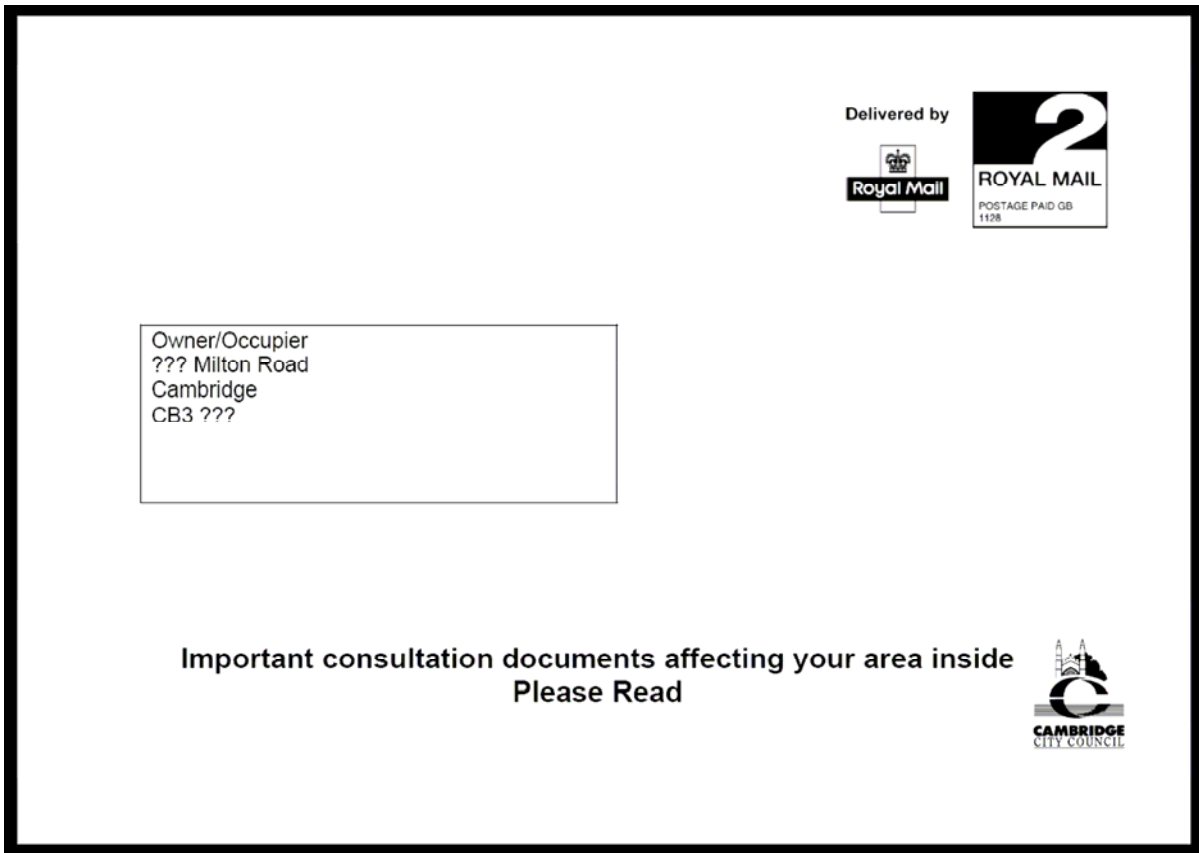 Delivered by
Royal Mail
2
ROYAL MAIL
POSTAGE PAID GB
1128
Owner/Occupier
??? Milton Road
Cambridge
CB3 ???
Important consultation documents affecting your area inside
Please Read
CAMBRIDGE
CITY COUNCIL